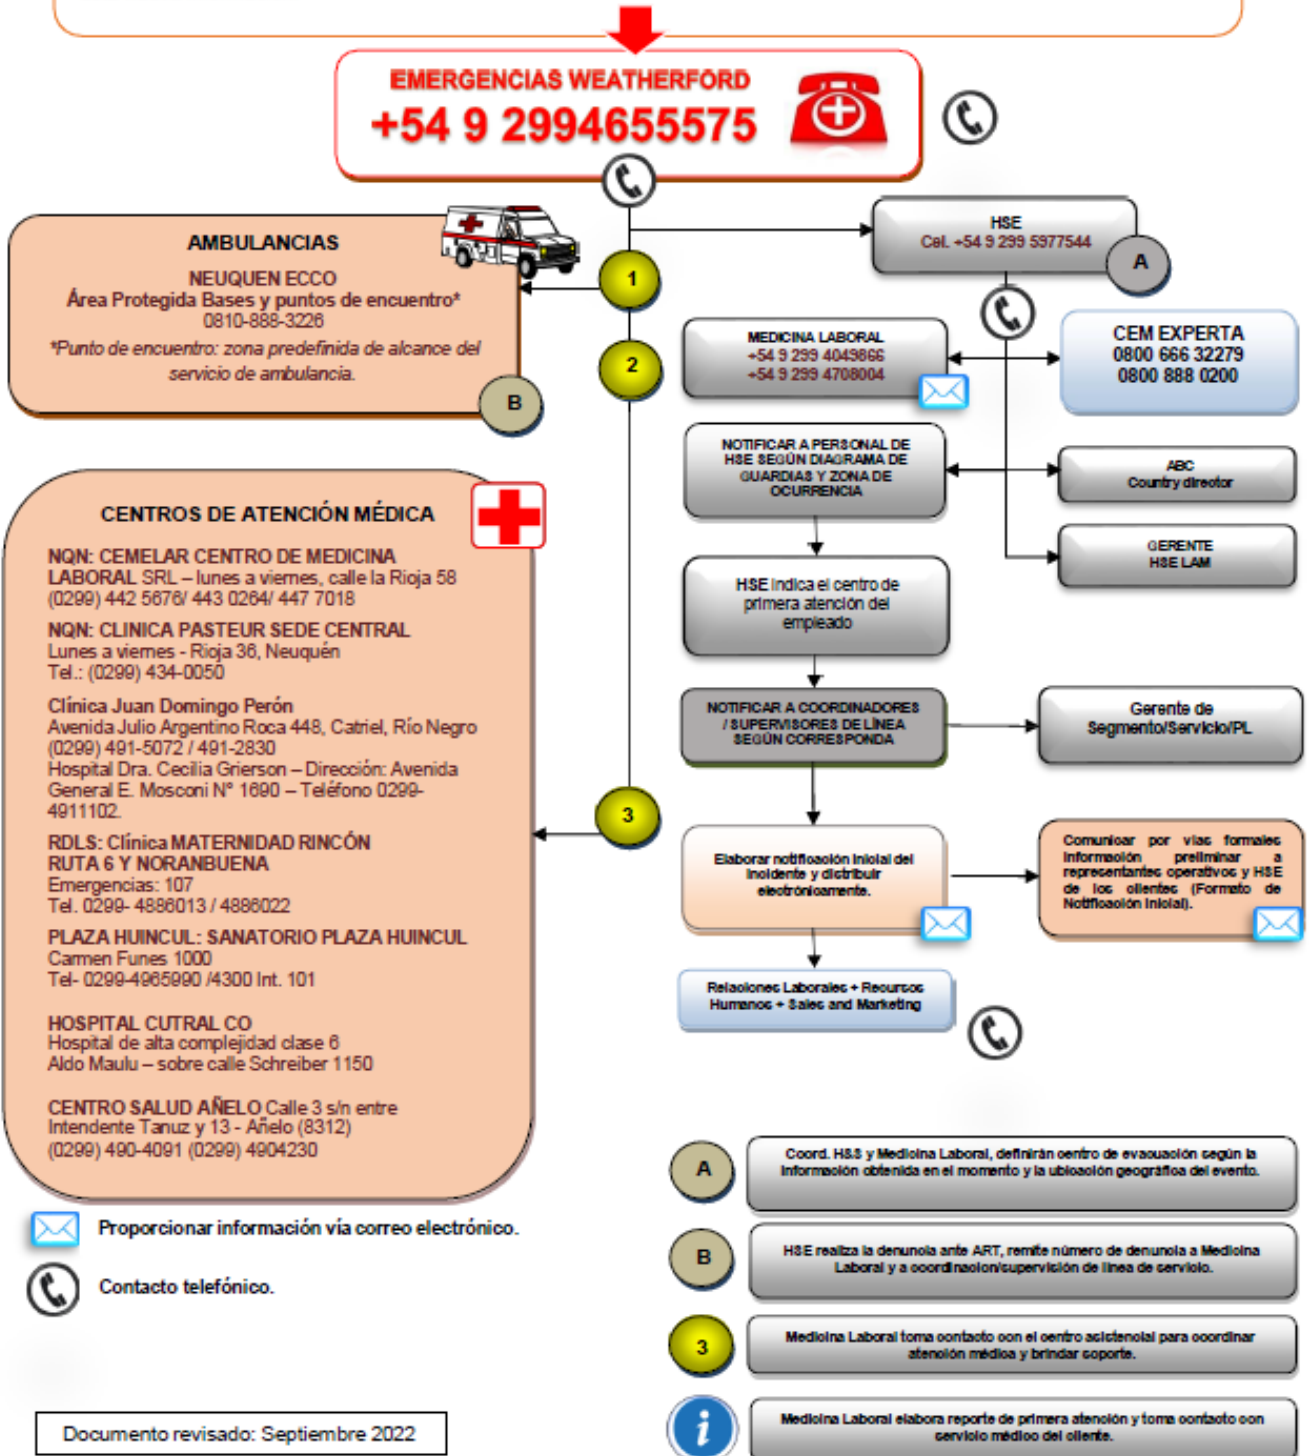 EMERGENCIAS WEATHERFORD
+54 9 2994655575
AMBULANCIAS
NEUQUEN ECCO
Área Protegida Bases y puntos de encuentro*
0810-888-3226
*Punto de encuentro: zona predefinida de alcance del
servicio de ambulancia.
B
1
2
HSE
Cel. +54 9 299 5977544
A
MEDICINA LABORAL
+54 9 299 4049866
+54 9 299 4708004
CEM EXPERTA
0800 666 32279
0800 888 0200
NOTIFICAR A PERSONAL DE
HSE SEGÚN DIAGRAMA DE
GUARDIAS Y ZONA DE
OCURRENCIA
ABC
Country director
GERENTE
HSE LAM
HSE indica el centro de
primera atención del
empleado
NOTIFICAR A COORDINADORES
/ SUPERVISORES DE LÍNEA
SEGÚN CORRESPONDA
Gerente de
Segmento/Servicio/PL
3
Elaborar notificación inicial del
incidente y distribuir
electrónicamente.
Comunicar por vías formales
información preliminar a
representantes operativos y HSE
de los clientes (Formato de
Notificación Inicial).
Relaciones Laborales + Recursos
Humanos + Sales and Marketing
CENTROS DE ATENCIÓN MÉDICA
NQN: CEMELAR CENTRO DE MEDICINA
LABORAL SRL – lunes a viernes, calle la Rioja 58
(0299) 442 5676/ 443 0264/ 447 7018
NQN: CLINICA PASTEUR SEDE CENTRAL
Lunes a viernes - Rioja 36, Neuquén
Tel.: (0299) 434-0050
Clínica Juan Domingo Perón
Avenida Julio Argentino Roca 448, Catriel, Río Negro
(0299) 491-5072 / 491-2830
Hospital Dra. Cecilia Grierson – Dirección: Avenida
General E. Mosconi N° 1690 – Teléfono 0299-
4911102.
RDLS: Clínica MATERNIDAD RINCÓN
RUTA 6 Y NORANBUENA
Emergencias: 107
Tel. 0299- 4886013 / 4886022
PLAZA HUINCUL: SANATORIO PLAZA HUINCUL
Carmen Funes 1000
Tel- 0299-4965990 /4300 Int. 101
HOSPITAL CUTRAL CO
Hospital de alta complejidad clase 6
Aldo Maulu – sobre calle Schreiber 1150
CENTRO SALUD AÑELO Calle 3 s/n entre
Intendente Tanuz y 13 - Añelo (8312)
(0299) 490-4091 (0299) 4904230
Proporcionar información vía correo electrónico.
Contacto telefónico.
A
Coord. H&S y Medicina Laboral, definirán centro de evacuación según la
información obtenida en el momento y la ubicación geográfica del evento.
B
HSE realiza la denuncia ante ART, remite número de denuncia a Medicina
Laboral y a coordinacion/supervisión de línea de servicio.
3
Medicina Laboral toma contacto con el centro asistencial para coordinar
atención médica y brindar soporte.
i
Medicina Laboral elabora reporte de primera atención y toma contacto con
servicio médico del cliente.
Documento revisado: Septiembre 2022